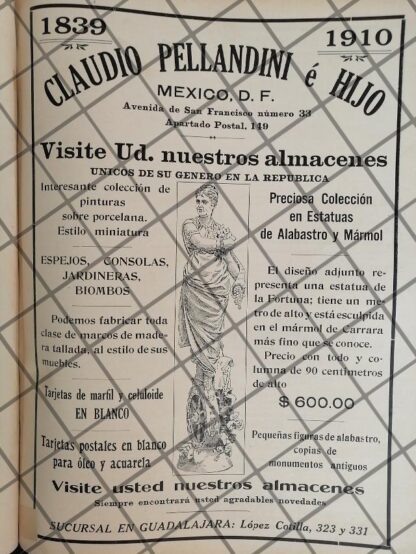 1839
1910
CLAUDIO PELLANDINI é HIJO
MEXICO, D. F.
Avenida de San Francisco número 33
Apartado Postal, 149
Visite Ud. nuestros almacenes
UNICOS DE SU GENERO EN LA REPUBLICA
Interesante colección de
pinturas
sobre porcelana.
Estilo miniatura
ESPEJOS, CONSOLAS,
JARDINERAS,
BIOMBOS
Podemos fabricar toda
clase de marcos de made-
ra tallada, al estilo de sus
muebles.
Tarjetas de marfil y celuloide
EN BLANCO
Tarjetas postales en blanco
para óleo y acuarela
Preciosa Colección
en Estatuas
de Alabastro y Mármol
El diseño adjunto re-
presenta una estatua de
la Fortuna; tiene un me-
tro de alto y está esculpida
en el mármol de Carrara
más fino que se conoce.
Precio con todo y co-
lumna de 90 centímetros
de alto
$ 600.00
Pequeñas figuras de alabastro,
copias de
monumentos antiguos
Visite usted nuestros almacenes
Siempre encontrará usted agradables novedades
SUCURSAL EN GUADALAJARA: López Cotilla, 323 y 331